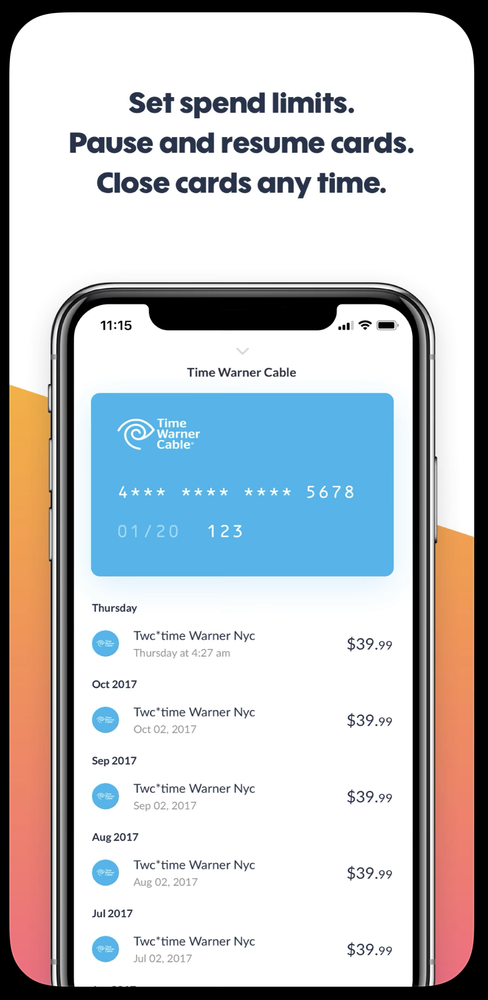 Set spend limits.
Pause and resume cards.
Close cards any time.
11:15
Time Warner Cable
Time
Warner
Cable®
4*** **** **** 5678
01/20 123
Thursday
Twc*time Warner Nyc
$39.99
Thursday at 4:27 am
Oct 2017
Twc*time Warner Nyc
$39.99
Oct 02, 2017
Sep 2017
Twc*time Warner Nyc
$39.99
Sep 02, 2017
Aug 2017
Twc*time Warner Nyc
$39.99
Aug 02, 2017
Jul 2017
Twc*time Warner Nyc
$39.99
Jul 02, 2017